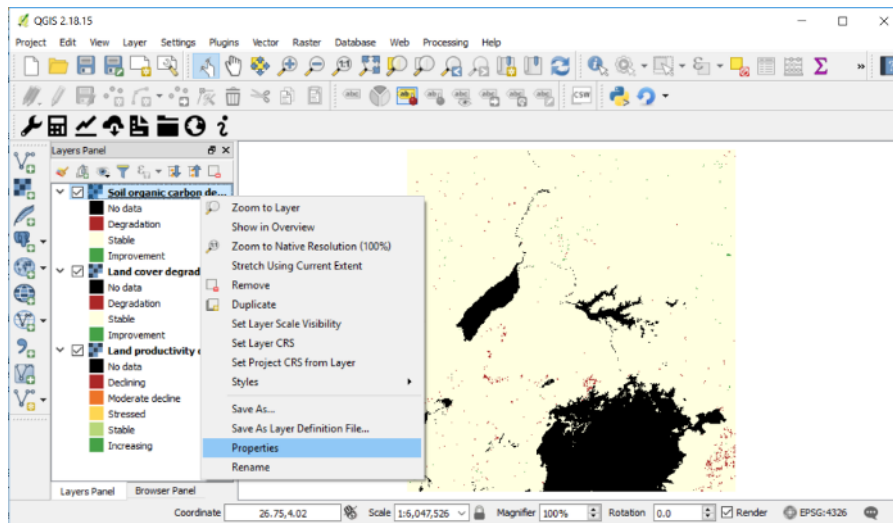 QGIS 2.18.15
Project Edit View Layer Settings Plugins Vector Raster Database Web Processing Help
abc
CSW
Layers Panel
Soil organic carbon de...
No data
Degradation
Stable
Improvement
Land cover degrad
No data
Degradation
Stable
Improvement
Land productivity
No data
Declining
Moderate decline
Stressed
Stable
Increasing
Zoom to Layer
Show in Overview
Zoom to Native Resolution (100%)
Stretch Using Current Extent
Remove
Duplicate
Set Layer Scale Visibility
Set Layer CRS
Set Project CRS from Layer
Styles
Save As...
Save As Layer Definition File...
Properties
Rename
Layers Panel Browser Panel
Coordinate 26.75,4.02 Scale 1:6,047,526 Magnifier 100% Rotation 0.0 Render EPSG:4326